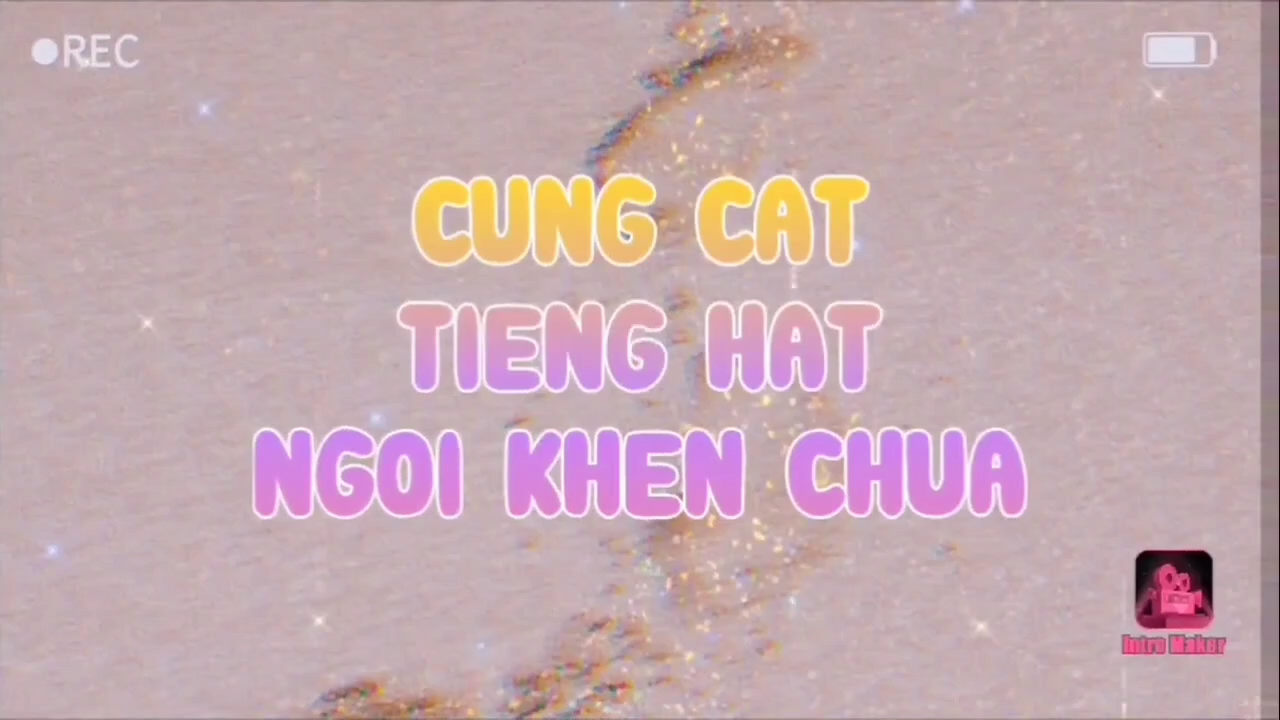 REC
CUNG CAT
TIENG HAT
NGOI KHEN CHUA
Intro Maker